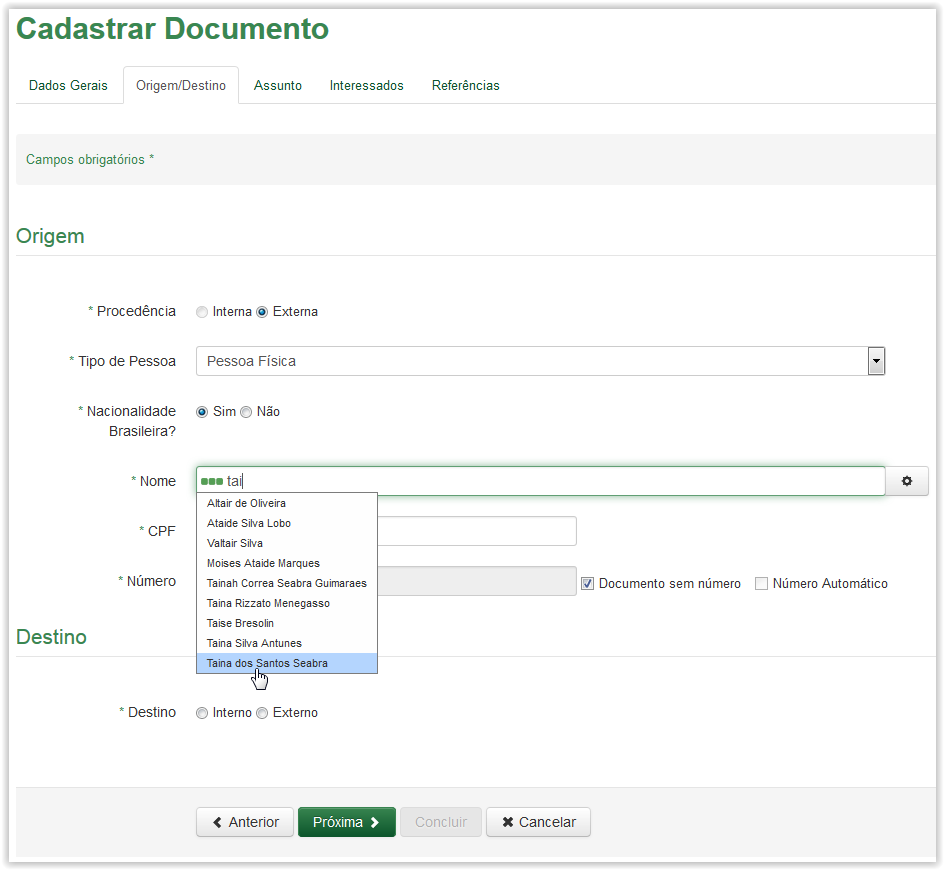 Cadastrar Documento
Dados Gerais Origem/Destino Assunto Interessados Referências
Campos obrigatórios *
Origem
* Procedência Interna Externa
* Tipo de Pessoa Pessoa Física
* Nacionalidade Brasileira? Sim Não
* Nome tai
Altair de Oliveira
Ataide Silva Lobo
Valtair Silva
Moises Ataide Marques
Tainah Correa Seabra Guimaraes
Taina Rizzato Menegasso
Taise Bresolin
Taina Silva Antunes
Taina dos Santos Seabra
* CPF
* Número Documento sem número Número Automático
Destino
* Destino Interno Externo
Anterior Próxima Concluir Cancelar